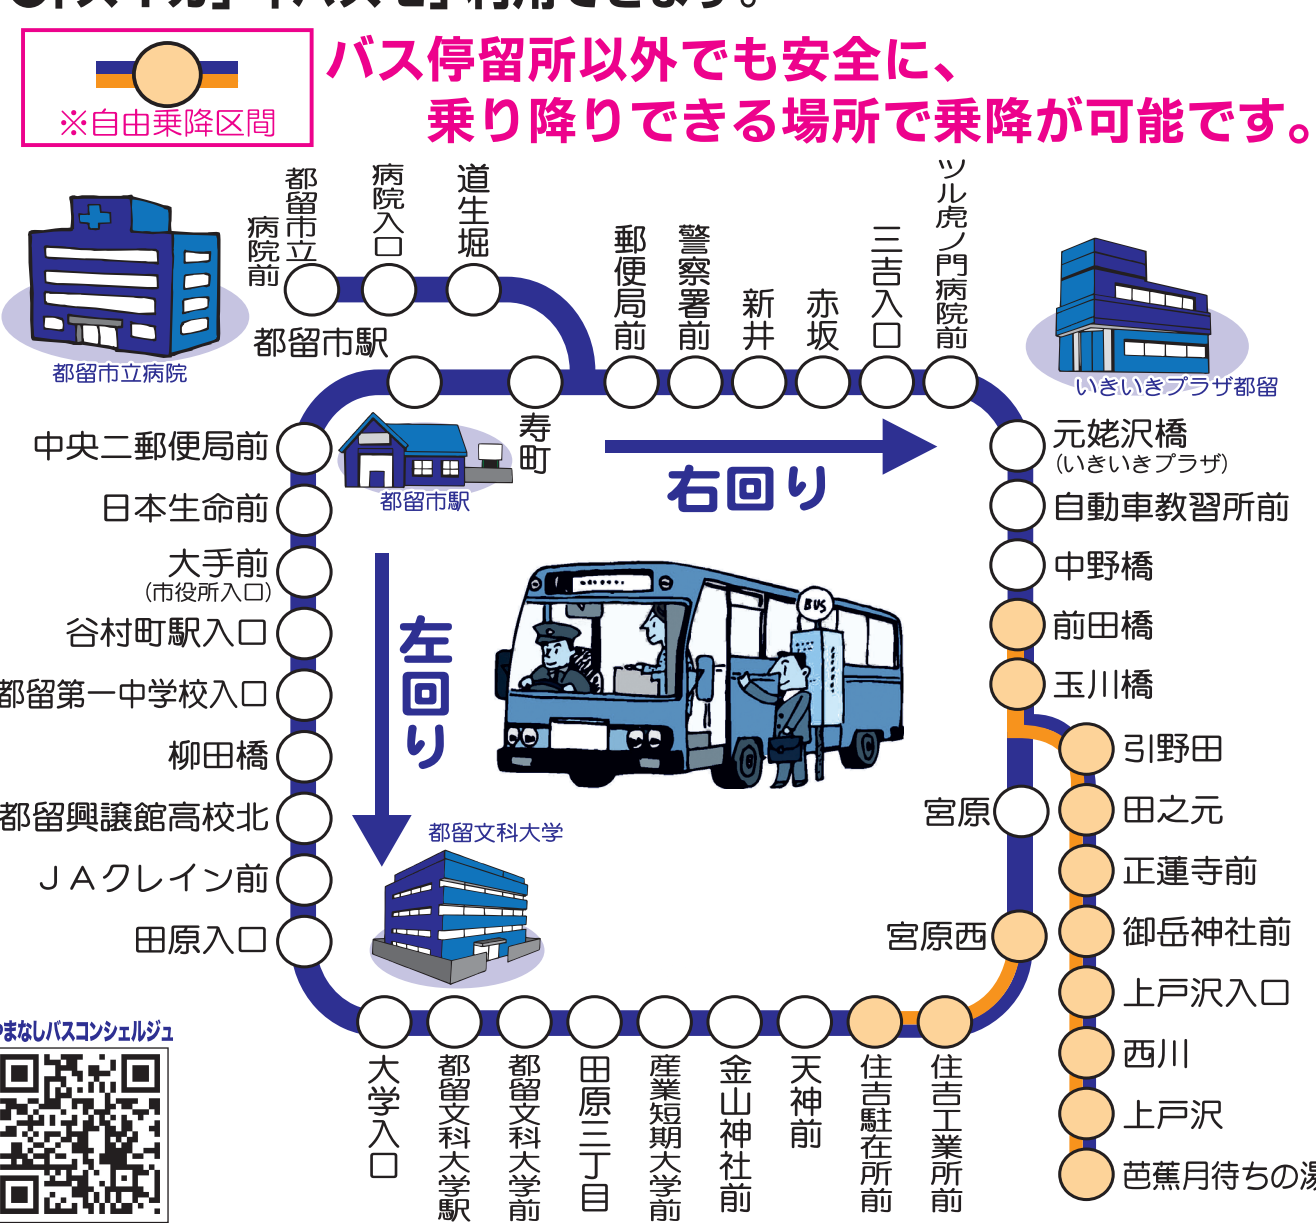 ※自由乗降区間
バス停留所以外でも安全に、
乗り降りできる場所で乗降が可能です。
都留市立
病院前
病院入口
道生堀
都留市駅
寿町
郵便局前
警察署前
新井
赤坂
三吉入口
ツル虎ノ門病院前
都留市立病院
いきいきプラザ都留
都留市駅
右回り
左回り
BUS
都留文科大学
中央二郵便局前
日本生命前
大手前
(市役所入口)
谷村町駅入口
都留第一中学校入口
柳田橋
都留興譲館高校北
JAクレイン前
田原入口
元姥沢橋
(いきいきプラザ)
自動車教習所前
中野橋
前田橋
玉川橋
引野田
田之元
正蓮寺前
御岳神社前
上戸沢入口
西川
上戸沢
芭蕉月待ちの湯
宮原
宮原西
大学入口
都留文科大学駅
都留文科大学前
田原三丁目
産業短期大学前
金山神社前
天神前
住吉駐在所前
住吉工業所前
やまなしバスコンシェルジュ